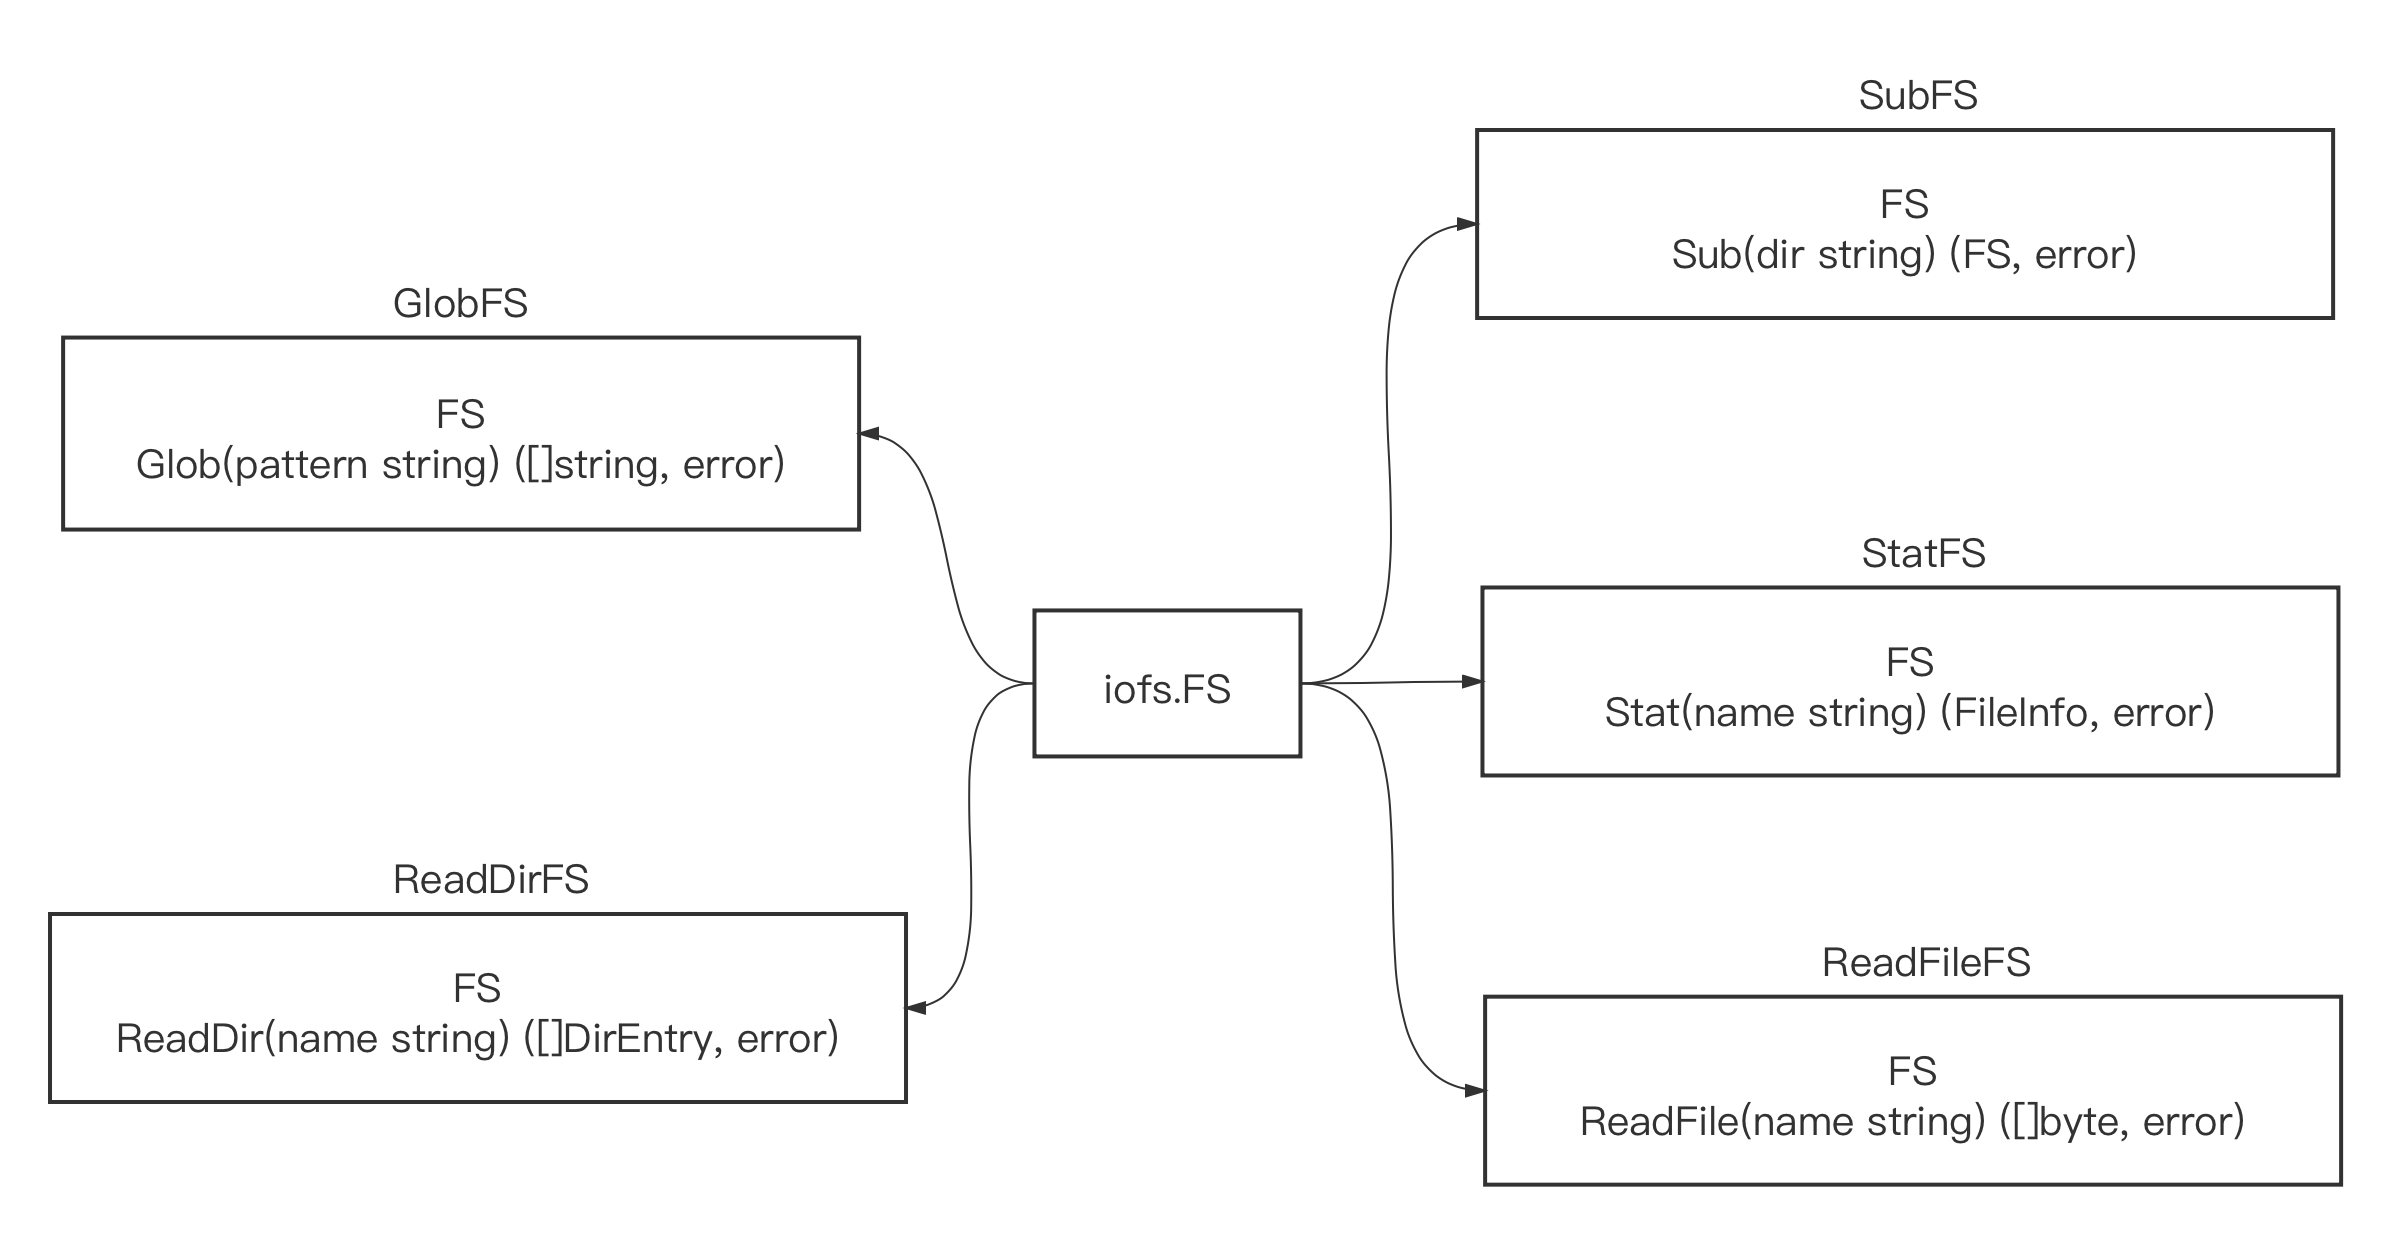 SubFS
FS
Sub(dir string) (FS, error)
GlobFS
FS
Glob(pattern string) ([]string, error)
StatFS
FS
Stat(name string) (FileInfo, error)
iofs.FS
ReadDirFS
FS
ReadDir(name string) ([]DirEntry, error)
ReadFileFS
FS
ReadFile(name string) ([]byte, error)